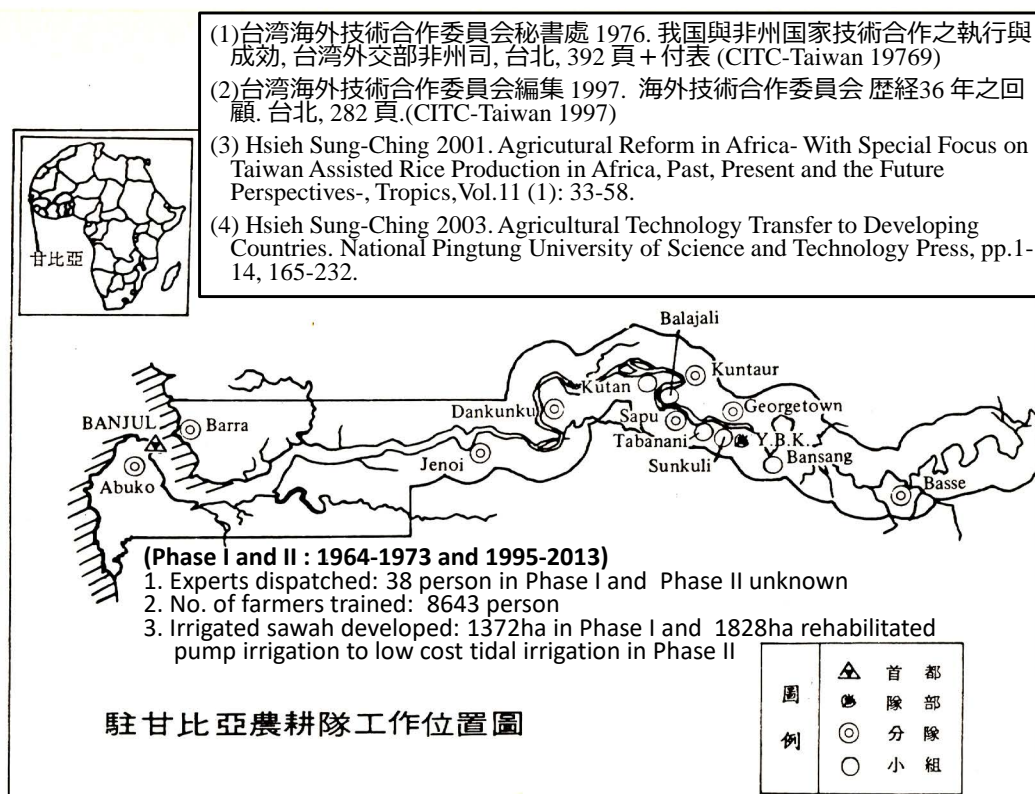 (1)台湾海外技術合作委員会秘書處 1976. 我国與非州国家技術合作之執行與
成効, 台湾外交部非州司, 台北, 392 頁＋付表 (CITC-Taiwan 19769)
(2)台湾海外技術合作委員会編集 1997. 海外技術合作委員会 歴経36 年之回
顧. 台北, 282 頁.(CITC-Taiwan 1997)
(3) Hsieh Sung-Ching 2001. Agricutural Reform in Africa- With Special Focus on
Taiwan Assisted Rice Production in Africa, Past, Present and the Future
Perspectives-, Tropics,Vol.11 (1): 33-58.
(4) Hsieh Sung-Ching 2003. Agricultural Technology Transfer to Developing
Countries. National Pingtung University of Science and Technology Press, pp.1-
14, 165-232.
甘比亞
Balajali
Kutan
Kuntaur
Dankunku
Georgetown
BANJUL
Barra
Sapu
Tabanani
Y.B.K.
Jenoi
Sunkuli
Bansang
Abuko
Basse
(Phase I and II : 1964-1973 and 1995-2013)
1. Experts dispatched: 38 person in Phase I and Phase II unknown
2. No. of farmers trained: 8643 person
3. Irrigated sawah developed: 1372ha in Phase I and 1828ha rehabilitated
pump irrigation to low cost tidal irrigation in Phase II
駐甘比亞農耕隊工作位置圖
圖例
首都
隊部
分隊
小組